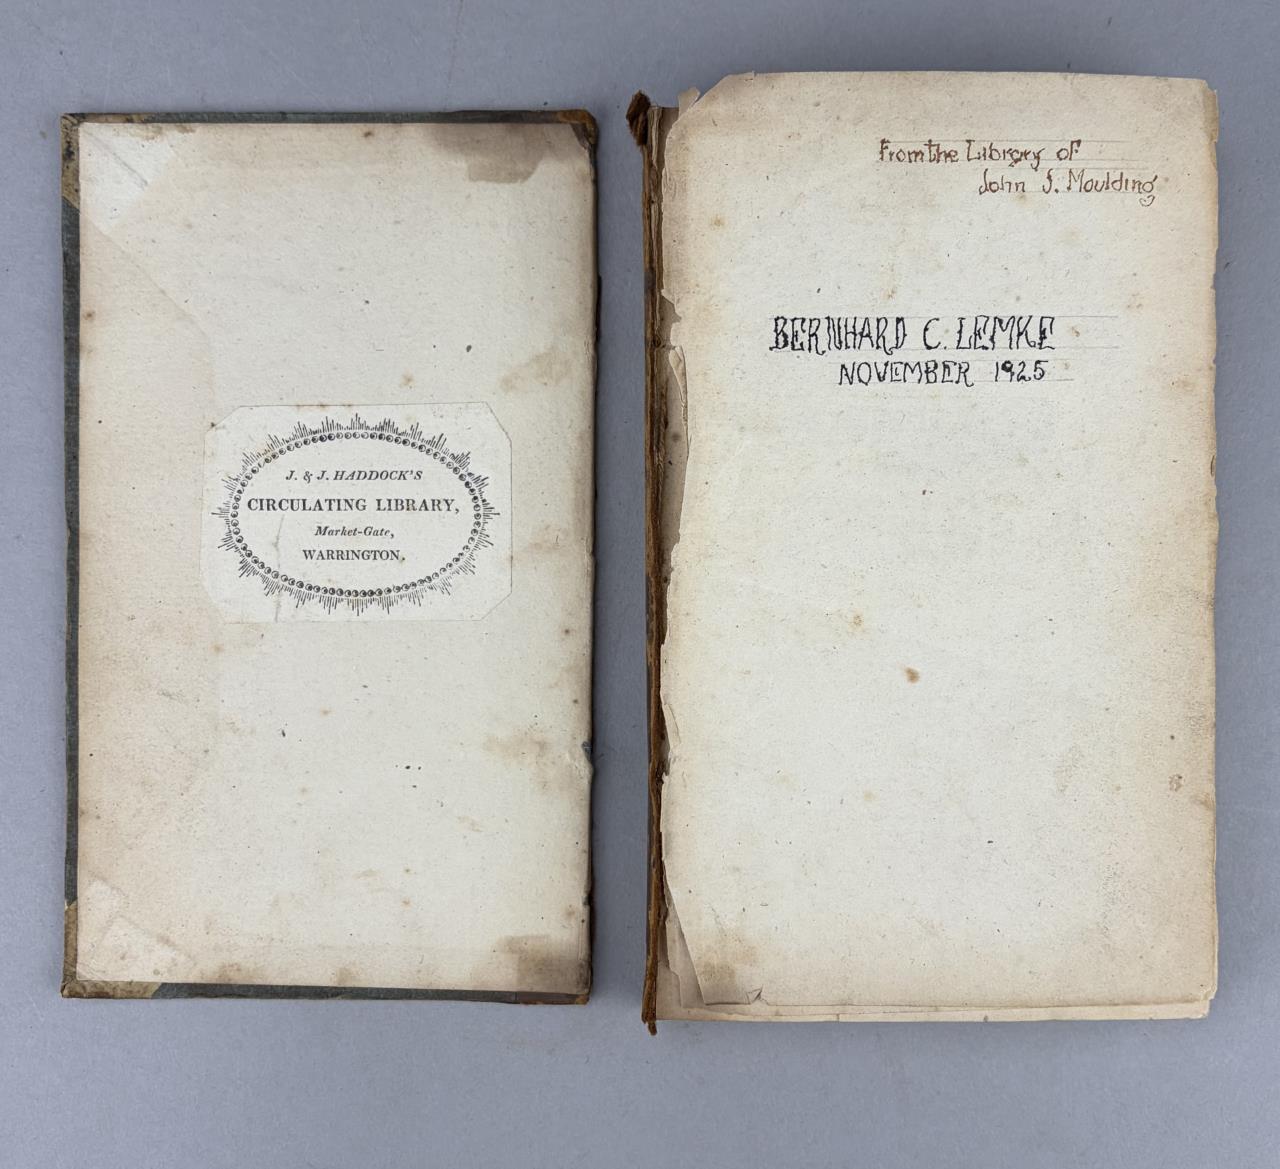 J. & J. HADDOCK'S
CIRCULATING LIBRARY,
Market-Gate,
WARRINGTON.
From the Library of
John J. Moulding
BERNHARD C. LEMKE
NOVEMBER 1925